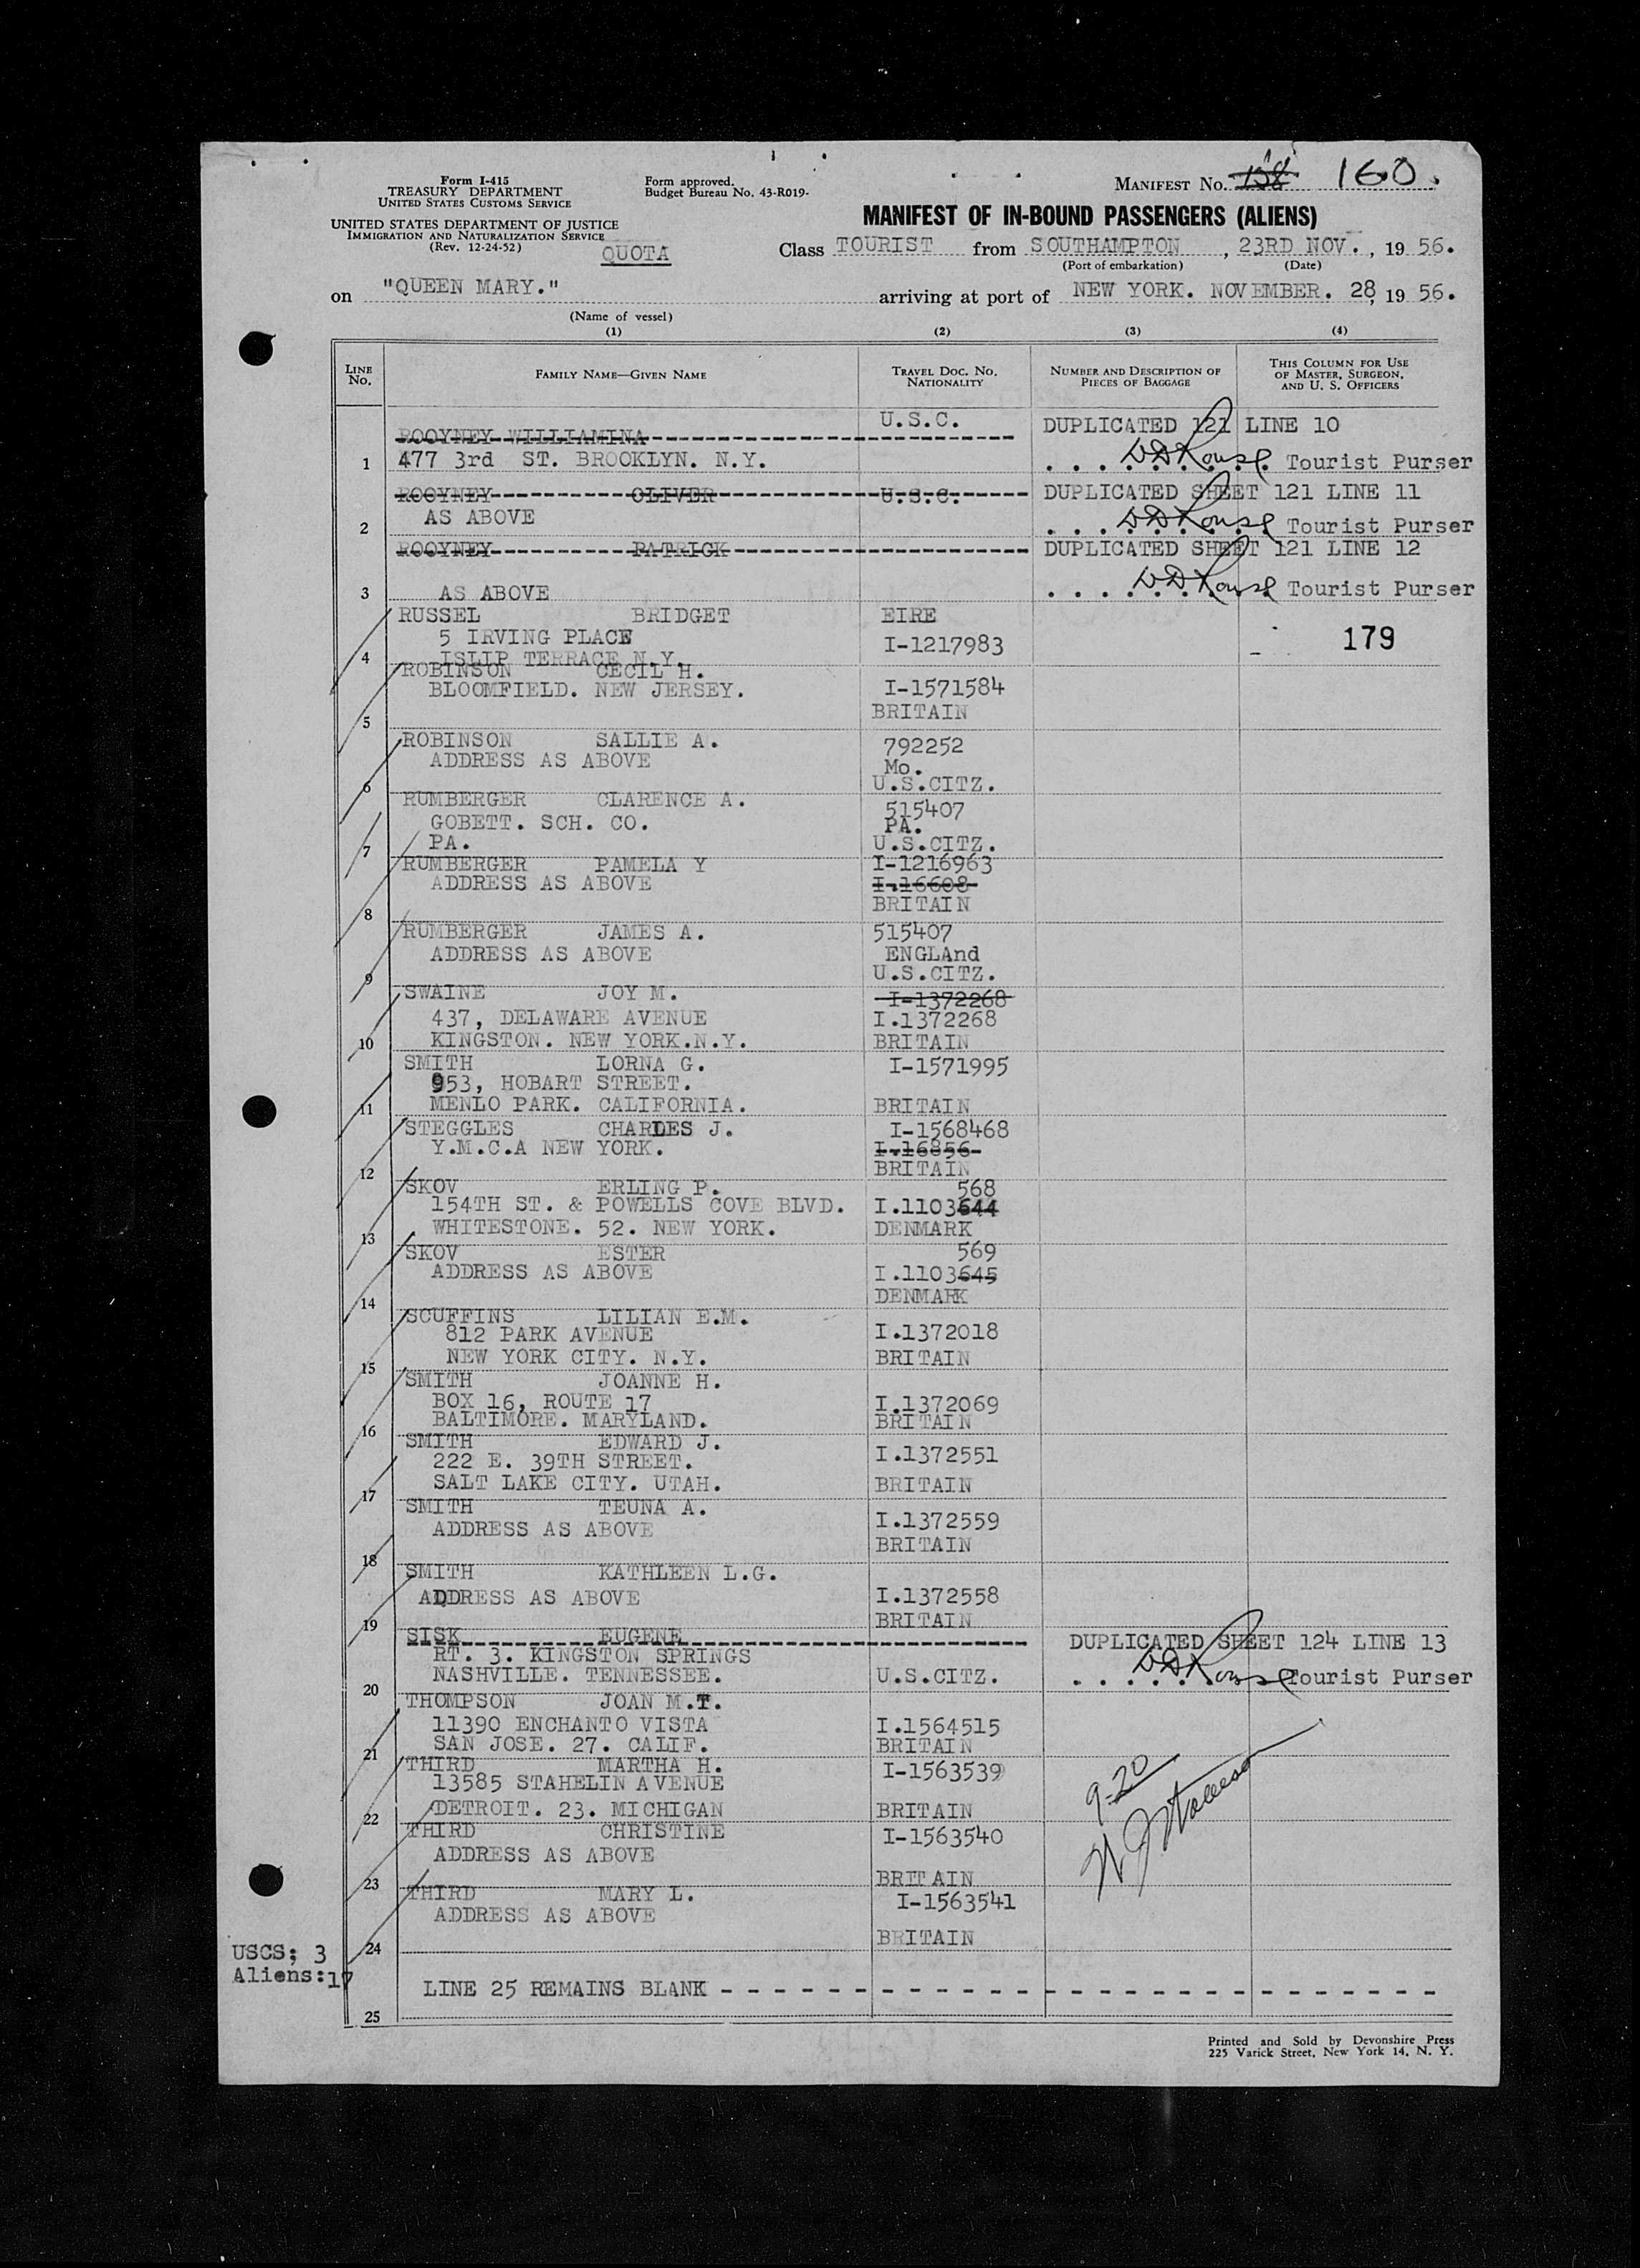 Form I-415
TREASURY DEPARTMENT
UNITED STATES CUSTOMS SERVICE
UNITED STATES DEPARTMENT OF JUSTICE
IMMIGRATION AND NATURALIZATION SERVICE
(Rev. 12-24-52)
QUOTA
Form approved.
Budget Bureau No. 43-R019-
MANIFEST No. 158 160.
MANIFEST OF IN-BOUND PASSENGERS (ALIENS)
Class TOURIST from SOUTHAMPTON, 23RD NOV., 19 56.
(Port of embarkation) (Date)
on "QUEEN MARY." arriving at port of NEW YORK. NOVEMBER. 28, 19 56.
(Name of vessel)
(1) (2) (3) (4)
LINE No. FAMILY NAME—GIVEN NAME TRAVEL DOC. NO. NATIONALITY NUMBER AND DESCRIPTION OF PIECES OF BAGGAGE THIS COLUMN FOR USE OF MASTER, SURGEON, AND U. S. OFFICERS
ROOYNEY WILLIAMINA U.S.C. DUPLICATED 121 LINE 10
1 477 3rd ST. BROOKLYN. N.Y. Tourist Purser
ROOYNEY OLIVER U.S.C. DUPLICATED SHEET 121 LINE 11
2 AS ABOVE Tourist Purser
ROOYNEY PATRICK DUPLICATED SHEET 121 LINE 12
3 AS ABOVE Tourist Purser
RUSSEL BRIDGET EIRE
5 IRVING PLACE I-1217983 179
4 ISLIP TERRACE N.Y.
ROBINSON CECIL H.
BLOOMFIELD. NEW JERSEY. I-1571584
5 BRITAIN
ROBINSON SALLIE A. 792252
ADDRESS AS ABOVE Mo.
6 U.S.CITZ.
RUMBERGER CLARENCE A. 515407
GOBETT. SCH. CO. PA.
7 PA. U.S.CITZ.
RUMBERGER PAMELA Y I-1216963
ADDRESS AS ABOVE I.16608
8 BRITAIN
RUMBERGER JAMES A. 515407
ADDRESS AS ABOVE ENGLAnd
9 U.S.CITZ.
SWAINE JOY M. I-1372268
437, DELAWARE AVENUE I.1372268
10 KINGSTON. NEW YORK.N.Y. BRITAIN
SMITH LORNA G. I-1571995
953, HOBART STREET.
11 MENLO PARK. CALIFORNIA. BRITAIN
STEGGLES CHARLES J. I-1568468
Y.M.C.A NEW YORK. I.16856
12 BRITAIN
SKOV ERLING P. 568
154TH ST. & POWELLS COVE BLVD. I.1103644
13 WHITESTONE. 52. NEW YORK. DENMARK
SKOV ESTER 569
ADDRESS AS ABOVE I.1103645
14 DENMARK
SCUFFINS LILIAN E.M.
812 PARK AVENUE I.1372018
15 NEW YORK CITY. N.Y. BRITAIN
SMITH JOANNE H.
BOX 16, ROUTE 17 I.1372069
16 BALTIMORE. MARYLAND. BRITAIN
SMITH EDWARD J.
222 E. 39TH STREET. I.1372551
17 SALT LAKE CITY. UTAH. BRITAIN
SMITH TEUNA A.
ADDRESS AS ABOVE I.1372559
18 BRITAIN
SMITH KATHLEEN L.G.
ADDRESS AS ABOVE I.1372558
19 BRITAIN
SISK EUGENE DUPLICATED SHEET 124 LINE 13
RT. 3. KINGSTON SPRINGS
20 NASHVILLE. TENNESSEE. U.S.CITZ. Tourist Purser
THOMPSON JOAN M.T.
11390 ENCHANTO VISTA I.1564515
21 SAN JOSE. 27. CALIF. BRITAIN
THIRD MARTHA H. I-1563539
13585 STAHELIN AVENUE 9-20
22 DETROIT. 23. MICHIGAN BRITAIN
THIRD CHRISTINE I-1563540
ADDRESS AS ABOVE
23 BRITAIN
THIRD MARY L. I-1563541
ADDRESS AS ABOVE
24 BRITAIN
USCS; 3
Aliens:17
LINE 25 REMAINS BLANK
25
Printed and Sold by Devonshire Press
225 Varick Street, New York 14, N. Y.